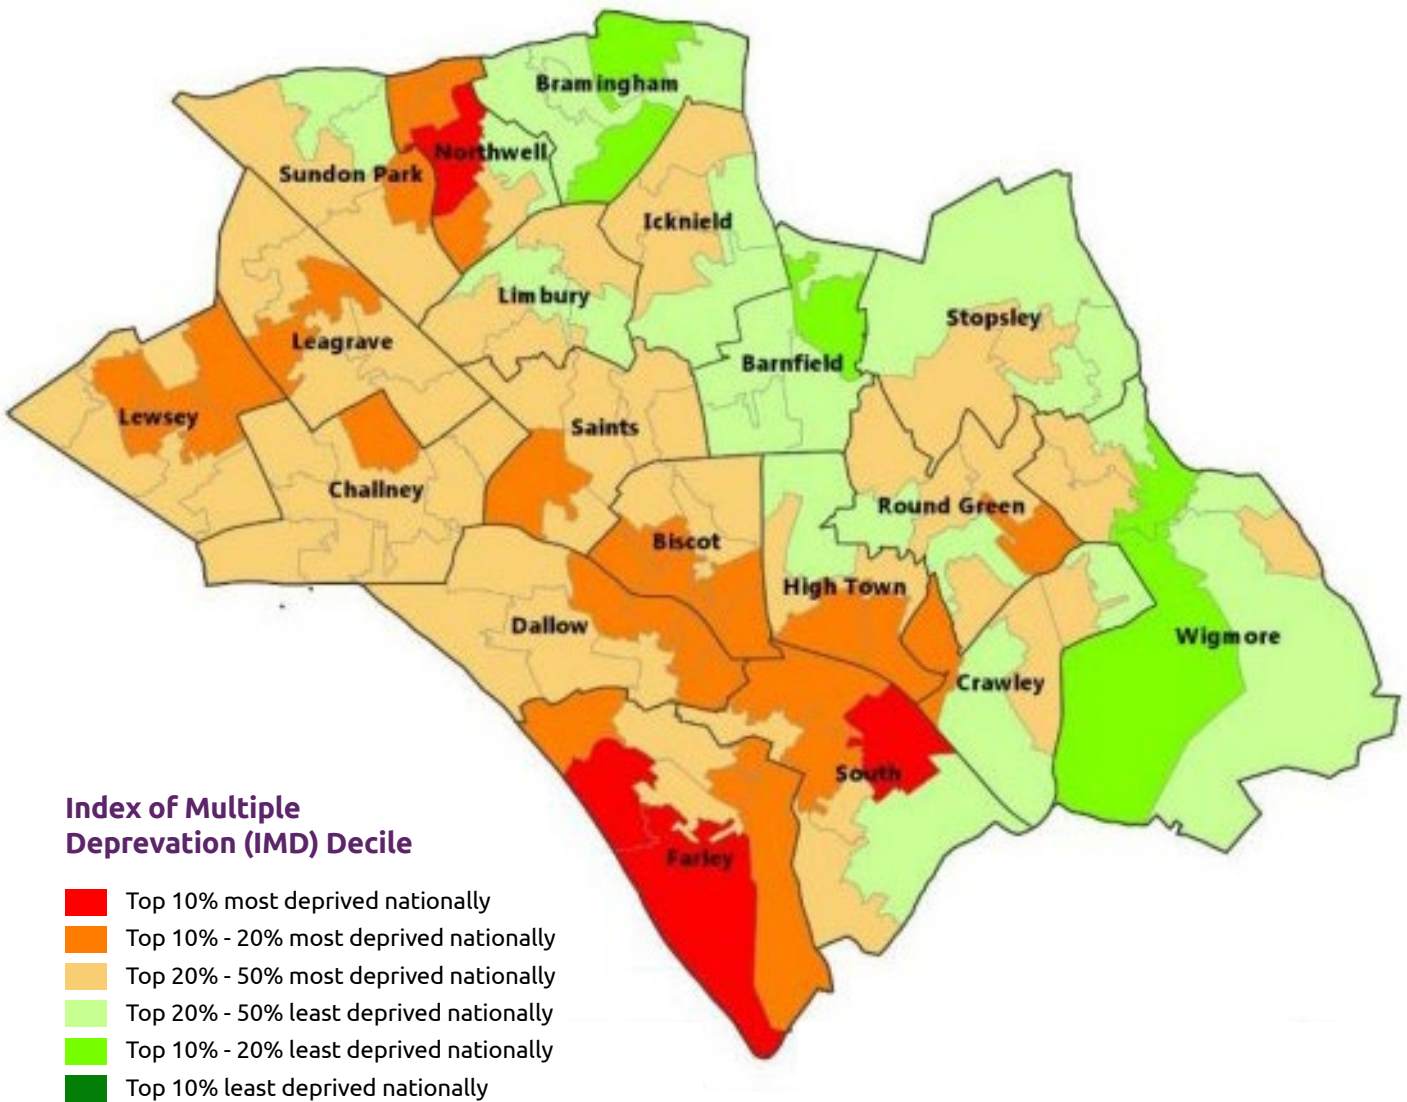 Bramingham
Northwell
Sundon Park
Icknield
Limbury
Stopsley
Leagrave
Barnfield
Lewsey
Saints
Challney
Round Green
Biscot
High Town
Dallow
Wigmore
Crawley
South
Farley
Index of Multiple
Deprevation (IMD) Decile
Top 10% most deprived nationally
Top 10% - 20% most deprived nationally
Top 20% - 50% most deprived nationally
Top 20% - 50% least deprived nationally
Top 10% - 20% least deprived nationally
Top 10% least deprived nationally